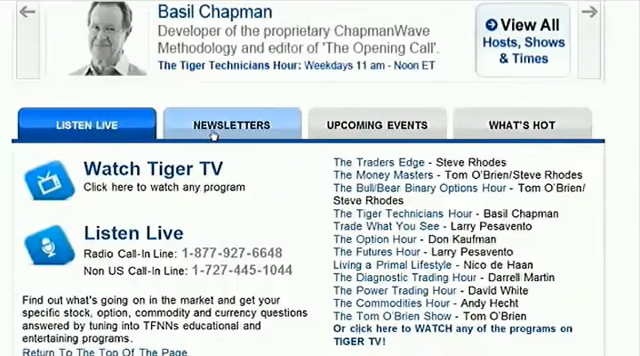 Basil Chapman
Developer of the proprietary ChapmanWave
Methodology and editor of 'The Opening Call'.
The Tiger Technicians Hour: Weekdays 11 am - Noon ET
View All
Hosts, Shows
& Times
LISTEN LIVE
NEWSLETTERS
UPCOMING EVENTS
WHAT'S HOT
Watch Tiger TV
Click here to watch any program
Listen Live
Radio Call-In Line: 1-877-927-6648
Non US Call-in Line: 1-727-445-1044
Find out what's going on in the market and get your
specific stock, option, commodity and currency questions
answered by tuning into TFNNs educational and
entertaining programs.
Return To The Top Of The Page
The Traders Edge - Steve Rhodes
The Money Masters - Tom O'Brien/Steve Rhodes
The Bull/Bear Binary Options Hour - Tom O'Brien/
Steve Rhodes
The Tiger Technicians Hour - Basil Chapman
Trade What You See - Larry Pesavento
The Option Hour - Don Kaufman
The Futures Hour - Larry Pesavento
Living a Primal Lifestyle - Nico de Haan
The Diagnostic Trading Hour - Darrell Martin
The Power Trading Hour - David White
The Commodities Hour - Andy Hecht
The Tom O'Brien Show - Tom O'Brien
Or click here to WATCH any of the programs on
TIGER TV!